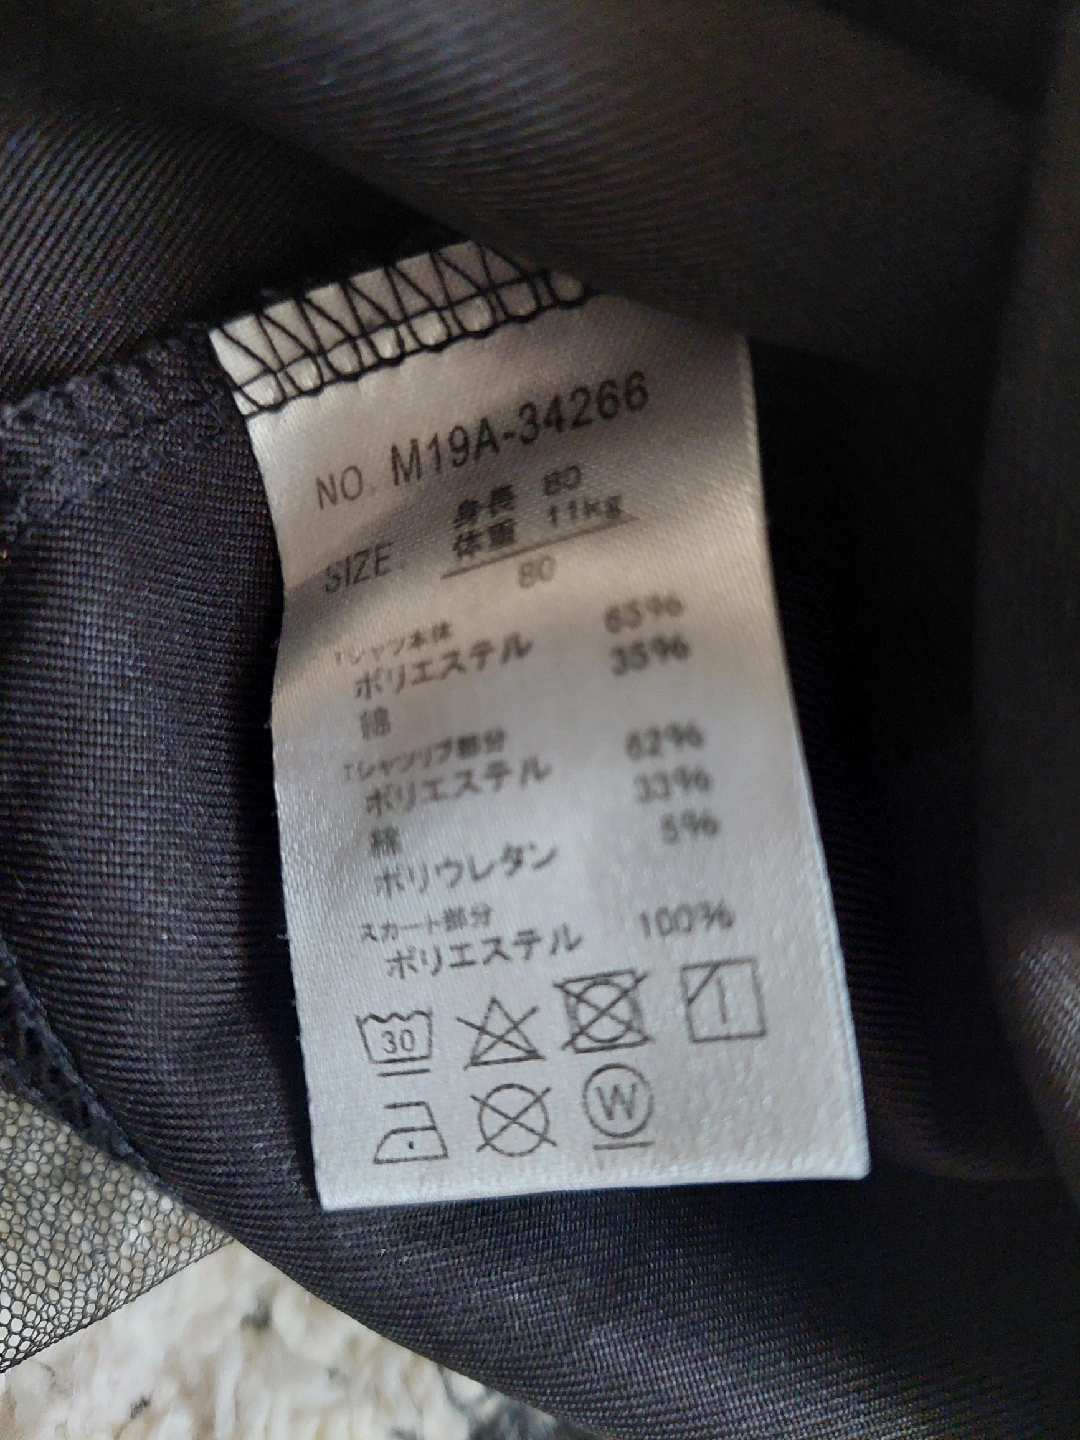 NO. M19A-34266
身長 80
体重 11kg
SIZE
80
Tシャツ本体
ポリエステル 65%
綿 35%
Tシャツリブ部分
ポリエステル 62%
綿 33%
ポリウレタン 5%
スカート部分
ポリエステル 100%
30
W